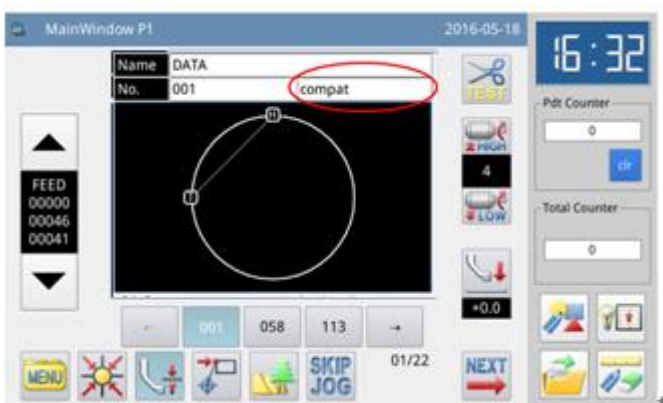 MainWindow P1
2016-05-18
16:32
Name DATA
No. 001 compat
TEST
HIGH
4
LOW
+0.0
FEED
00000
00046
00041
H
Pdt Counter
0
clr
Total Counter
0
← 001 058 113 →
01/22
MENU
SKIP
JOG
NEXT